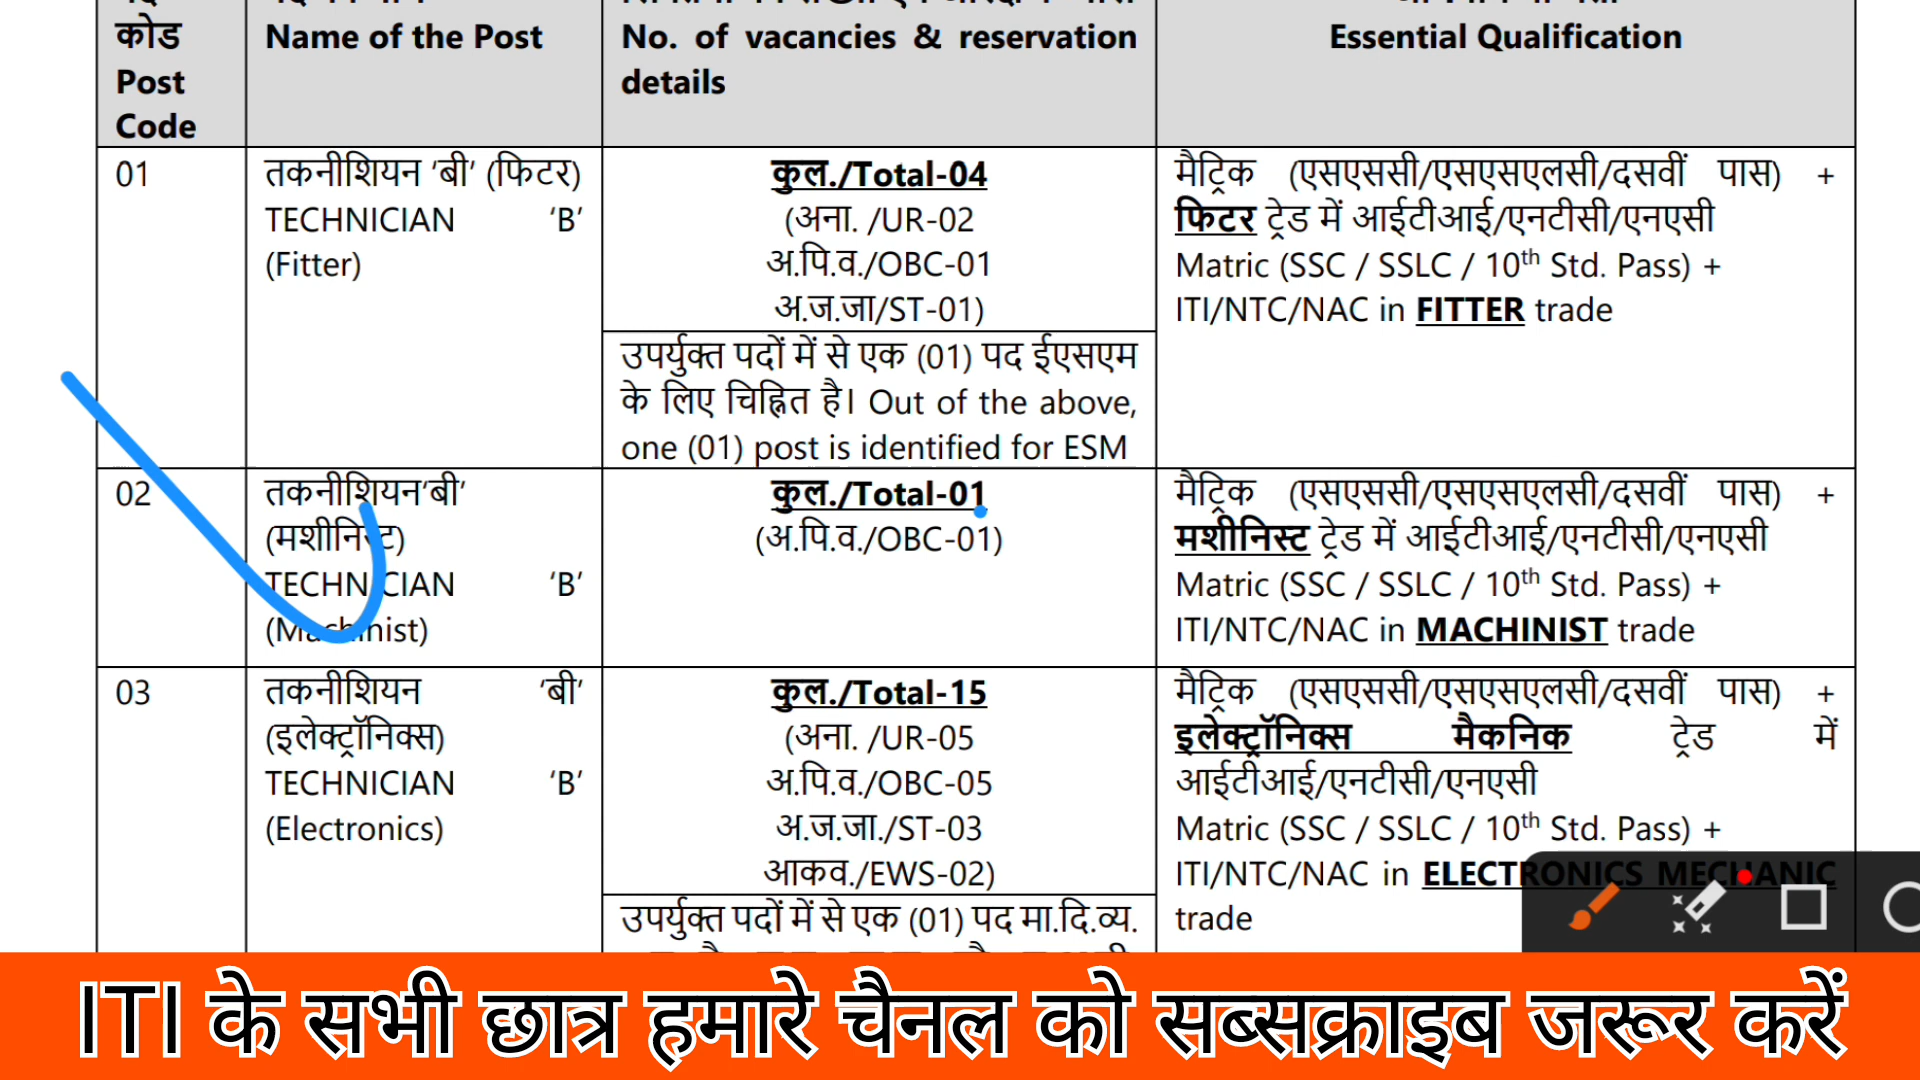 कोड
Post
Code
Name of the Post
No. of vacancies & reservation
details
Essential Qualification
01
तकनीशियन ‘बी’ (फिटर)
TECHNICIAN ‘B’
(Fitter)
कुल./Total-04
(अना. /UR-02
अ.पि.व./OBC-01
अ.ज.जा/ST-01)
उपर्युक्त पदों में से एक (01) पद ईएसएम
के लिए चिह्नित है। Out of the above,
one (01) post is identified for ESM
मैट्रिक (एसएससी/एसएसएलसी/दसवीं पास) +
फिटर ट्रेड में आईटीआई/एनटीसी/एनएसी
Matric (SSC / SSLC / 10th Std. Pass) +
ITI/NTC/NAC in FITTER trade
02
तकनीशियन‘बी’
(मशीनिस्ट)
TECHNICIAN ‘B’
(Machinist)
कुल./Total-01
(अ.पि.व./OBC-01)
मैट्रिक (एसएससी/एसएसएलसी/दसवीं पास) +
मशीनिस्ट ट्रेड में आईटीआई/एनटीसी/एनएसी
Matric (SSC / SSLC / 10th Std. Pass) +
ITI/NTC/NAC in MACHINIST trade
03
तकनीशियन ‘बी’
(इलेक्ट्रॉनिक्स)
TECHNICIAN ‘B’
(Electronics)
कुल./Total-15
(अना. /UR-05
अ.पि.व./OBC-05
अ.ज.जा./ST-03
आकव./EWS-02)
उपर्युक्त पदों में से एक (01) पद मा.दि.व्य.
मैट्रिक (एसएससी/एसएसएलसी/दसवीं पास) +
इलेक्ट्रॉनिक्स मैकनिक ट्रेड में
आईटीआई/एनटीसी/एनएसी
Matric (SSC / SSLC / 10th Std. Pass) +
ITI/NTC/NAC in ELECTRONICS MECHANIC
trade
ITI के सभी छात्र हमारे चैनल को सब्सक्राइब जरूर करें